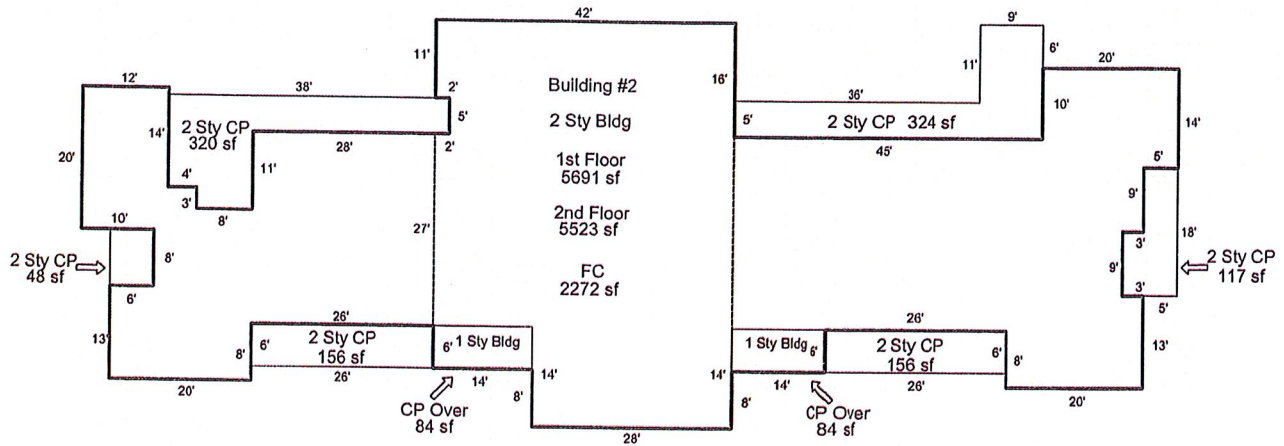 42'
9'
11'
6'
11'
20'
12'
38'
2'
Building #2
16'
36'
10'
5'
2 Sty Bldg
5'
2 Sty CP 324 sf
14'
14'
2 Sty CP
320 sf
28'
2'
45'
20'
11'
1st Floor
5691 sf
5'
4'
9'
3'
8'
2nd Floor
5523 sf
10'
27'
3'
18'
2 Sty CP
48 sf
8'
FC
2272 sf
9'
2 Sty CP
117 sf
6'
3'
5'
26'
26'
13'
8'
6'
2 Sty CP
156 sf
6'
1 Sty Bldg
1 Sty Bldg
6'
2 Sty CP
156 sf
6'
8'
13'
26'
14'
14'
14'
14'
26'
20'
8'
8'
20'
CP Over
84 sf
CP Over
84 sf
28'